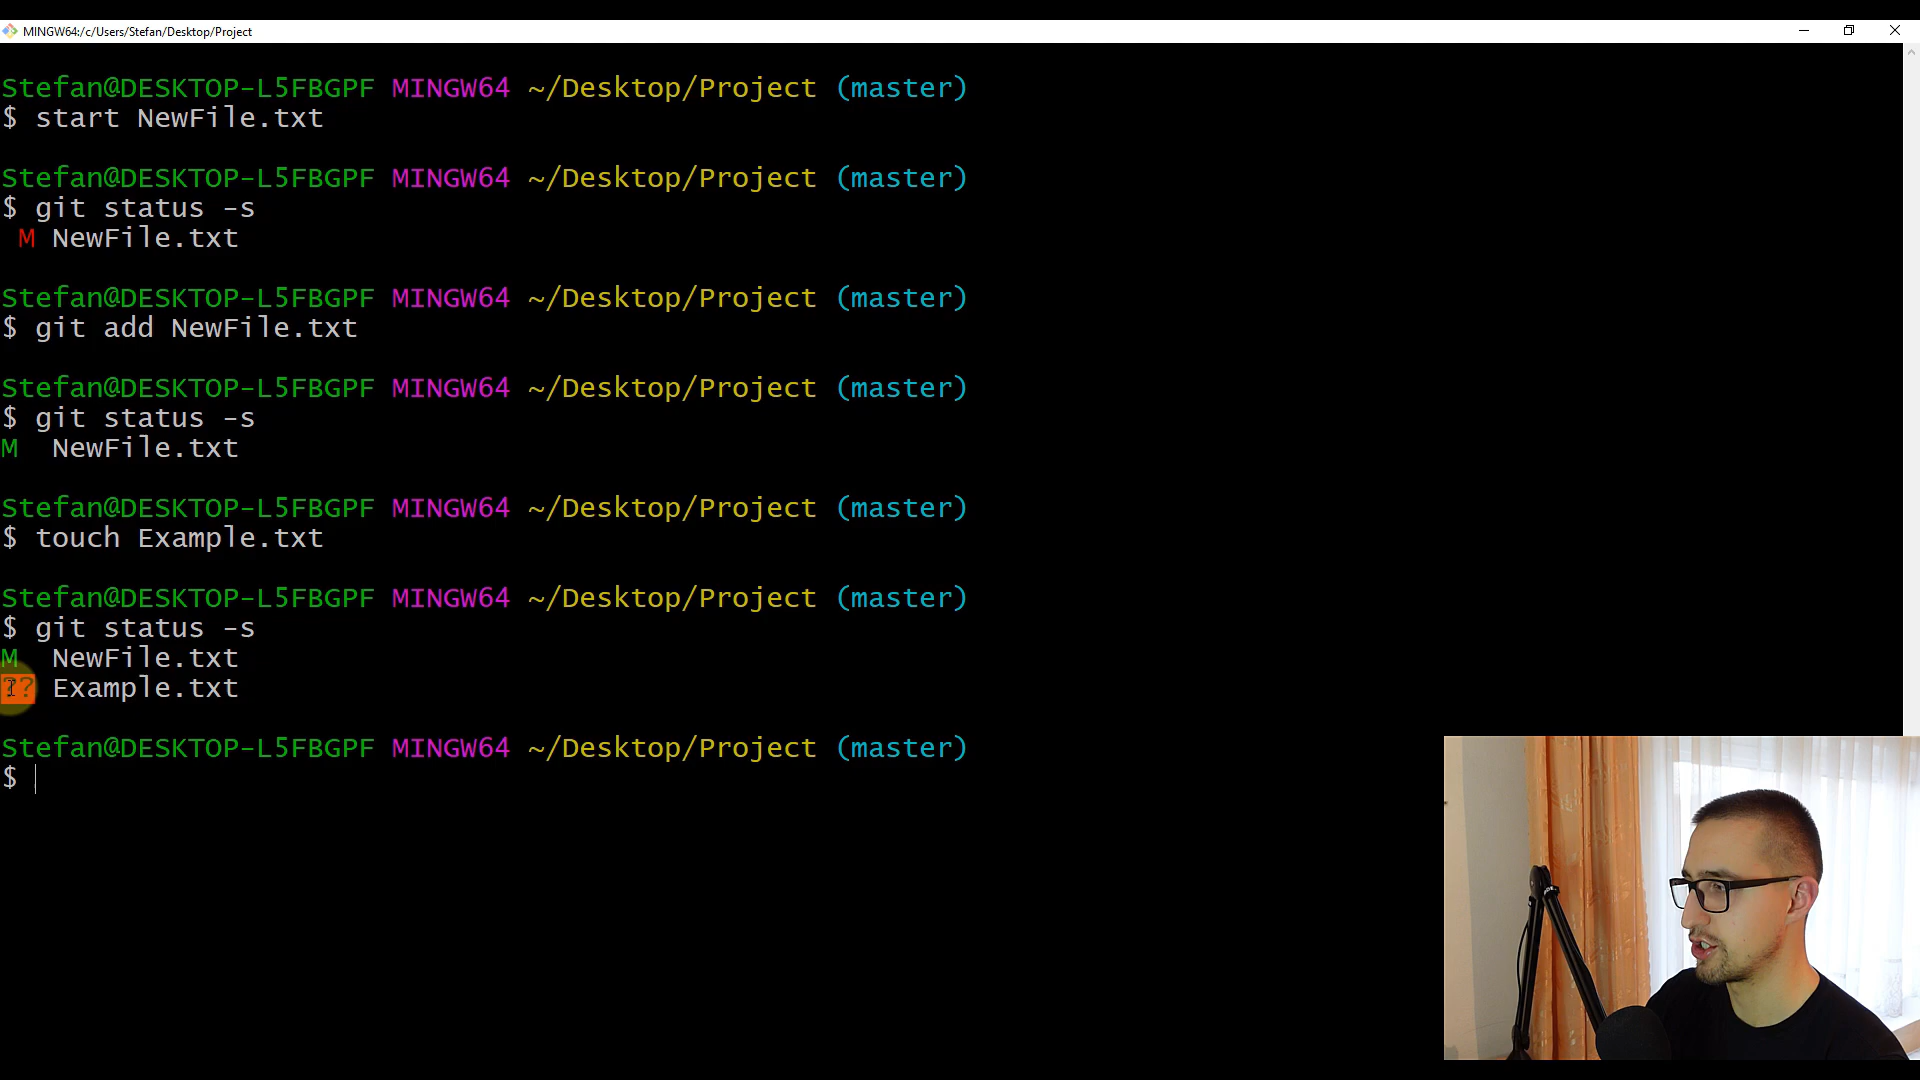 MINGW64:/c/Users/Stefan/Desktop/Project
Stefan@DESKTOP-L5FBGPF MINGW64 ~/Desktop/Project (master)
$ start NewFile.txt
Stefan@DESKTOP-L5FBGPF MINGW64 ~/Desktop/Project (master)
$ git status -s
 M NewFile.txt
Stefan@DESKTOP-L5FBGPF MINGW64 ~/Desktop/Project (master)
$ git add NewFile.txt
Stefan@DESKTOP-L5FBGPF MINGW64 ~/Desktop/Project (master)
$ git status -s
M  NewFile.txt
Stefan@DESKTOP-L5FBGPF MINGW64 ~/Desktop/Project (master)
$ touch Example.txt
Stefan@DESKTOP-L5FBGPF MINGW64 ~/Desktop/Project (master)
$ git status -s
M  NewFile.txt
?? Example.txt
Stefan@DESKTOP-L5FBGPF MINGW64 ~/Desktop/Project (master)
$